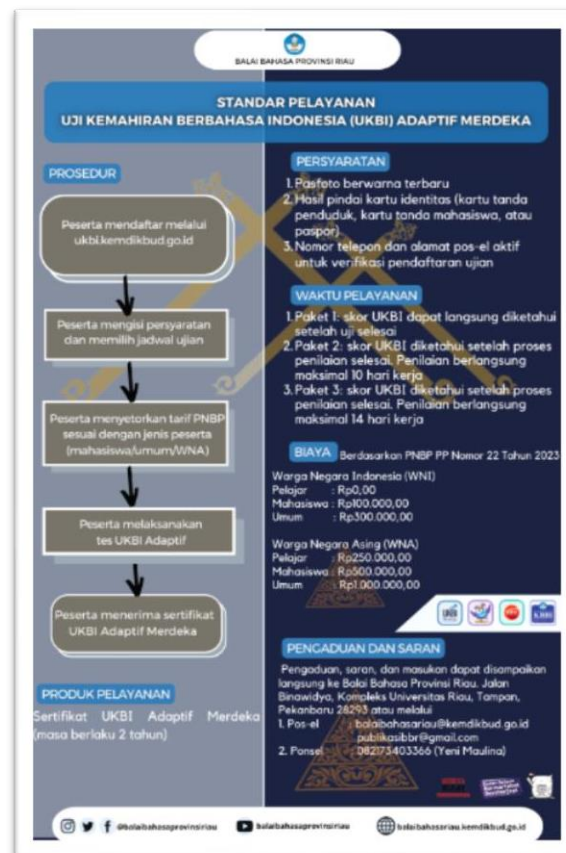 BALAI BAHASA PROVINSI RIAU
STANDAR PELAYANAN
UJI KEMAHIRAN BERBAHASA INDONESIA (UKBI) ADAPTIF MERDEKA
PROSEDUR
Peserta mendaftar melalui
ukbi.kemdikbud.go.id
Peserta mengisi persyaratan
dan memilih jadwal ujian
Peserta menyetorkan tarif PNBP
sesuai dengan jenis peserta
(mahasiswa/umum/WNA)
Peserta melaksanakan
tes UKBI Adaptif
Peserta menerima sertifikat
UKBI Adaptif Merdeka
PRODUK PELAYANAN
Sertifikat UKBI Adaptif Merdeka
(masa berlaku 2 tahun)
PERSYARATAN
1. Pasfoto berwarna terbaru
2. Hasil pindai kartu identitas (kartu tanda
penduduk, kartu tanda mahasiswa, atau
paspor)
3. Nomor telepon dan alamat pos-el aktif
untuk verifikasi pendaftaran ujian
WAKTU PELAYANAN
1. Paket 1: skor UKBI dapat langsung diketahui
setelah uji selesai
2. Paket 2: skor UKBI diketahui setelah proses
penilaian selesai. Penilaian berlangsung
maksimal 10 hari kerja
3. Paket 3: skor UKBI diketahui setelah proses
penilaian selesai. Penilaian berlangsung
maksimal 14 hari kerja
BIAYA Berdasarkan PNBP PP Nomor 22 Tahun 2023
Warga Negara Indonesia (WNI)
Pelajar : Rp0,00
Mahasiswa : Rp100.000,00
Umum : Rp300.000,00
Warga Negara Asing (WNA)
Pelajar : Rp250.000,00
Mahasiswa : Rp500.000,00
Umum : Rp1.000.000,00
UKBI
KBBI
PENGADUAN DAN SARAN
Pengaduan, saran, dan masukan dapat disampaikan
langsung ke Balai Bahasa Provinsi Riau. Jalan
Binawidya, Kompleks Universitas Riau, Tampan,
Pekanbaru 28293 atau melalui
1. Pos-el : balaibahasariau@kemdikbud.go.id
publikasibbr@gmail.com
2. Ponsel : 082173403366 (Yeni Maulina)
@balaibahasaprovinsiriau
balaibahasaprovinsiriau
balaibahasariau.kemdikbud.go.id